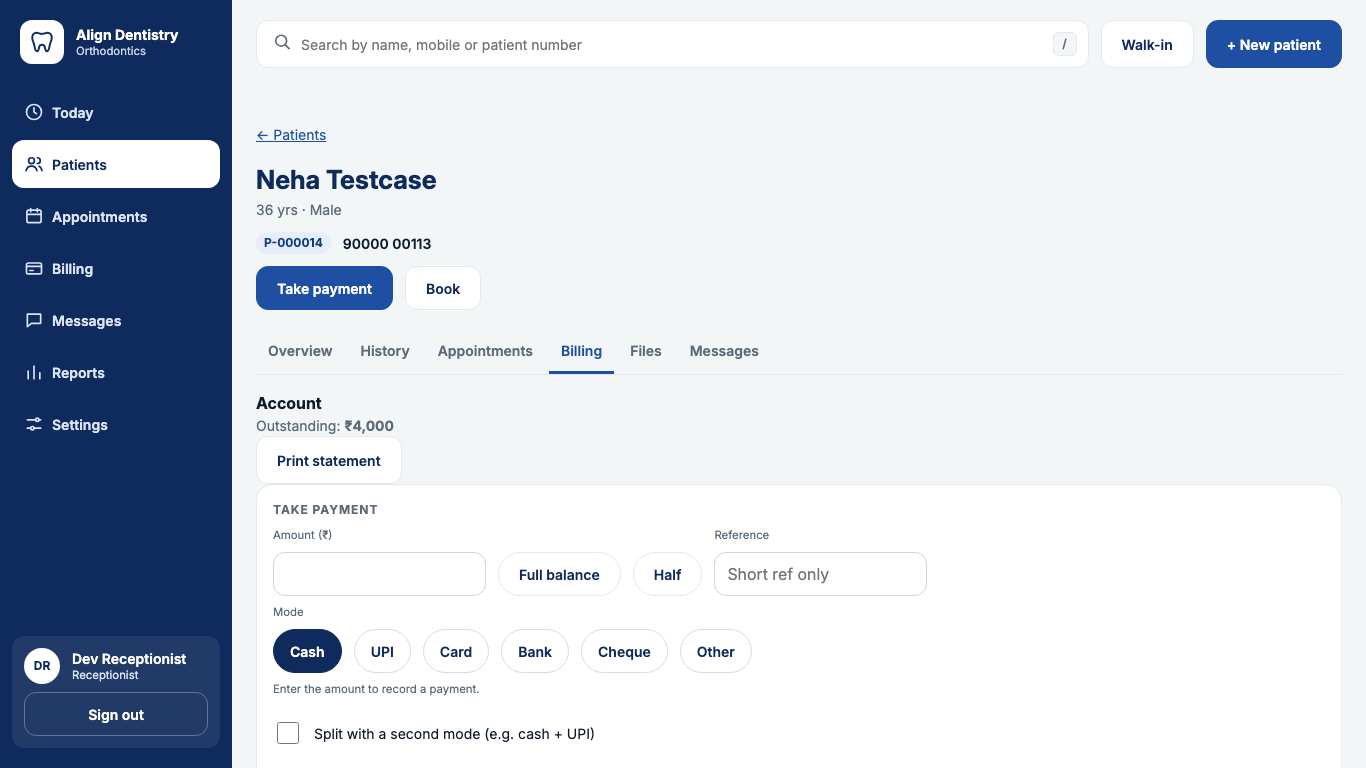 Align Dentistry
Orthodontics
Today
Patients
Appointments
Billing
Messages
Reports
Settings
DR
Dev Receptionist
Receptionist
Sign out
Search by name, mobile or patient number
/
Walk-in
+ New patient
← Patients
Neha Testcase
36 yrs · Male
P-000014 90000 00113
Take payment
Book
Overview History Appointments Billing Files Messages
Account
Outstanding: ₹4,000
Print statement
TAKE PAYMENT
Amount (₹) Reference
Full balance Half Short ref only
Mode
Cash UPI Card Bank Cheque Other
Enter the amount to record a payment.
Split with a second mode (e.g. cash + UPI)